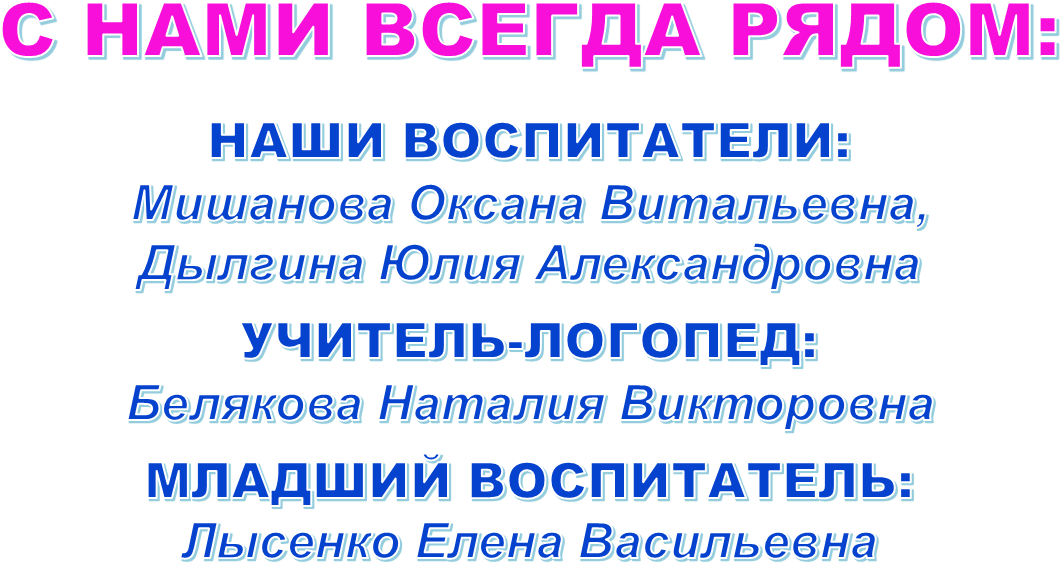 С НАМИ ВСЕГДА РЯДОМ:
НАШИ ВОСПИТАТЕЛИ:
Мишанова Оксана Витальевна,
Дылгина Юлия Александровна
УЧИТЕЛЬ-ЛОГОПЕД:
Белякова Наталия Викторовна
МЛАДШИЙ ВОСПИТАТЕЛЬ:
Лысенко Елена Васильевна